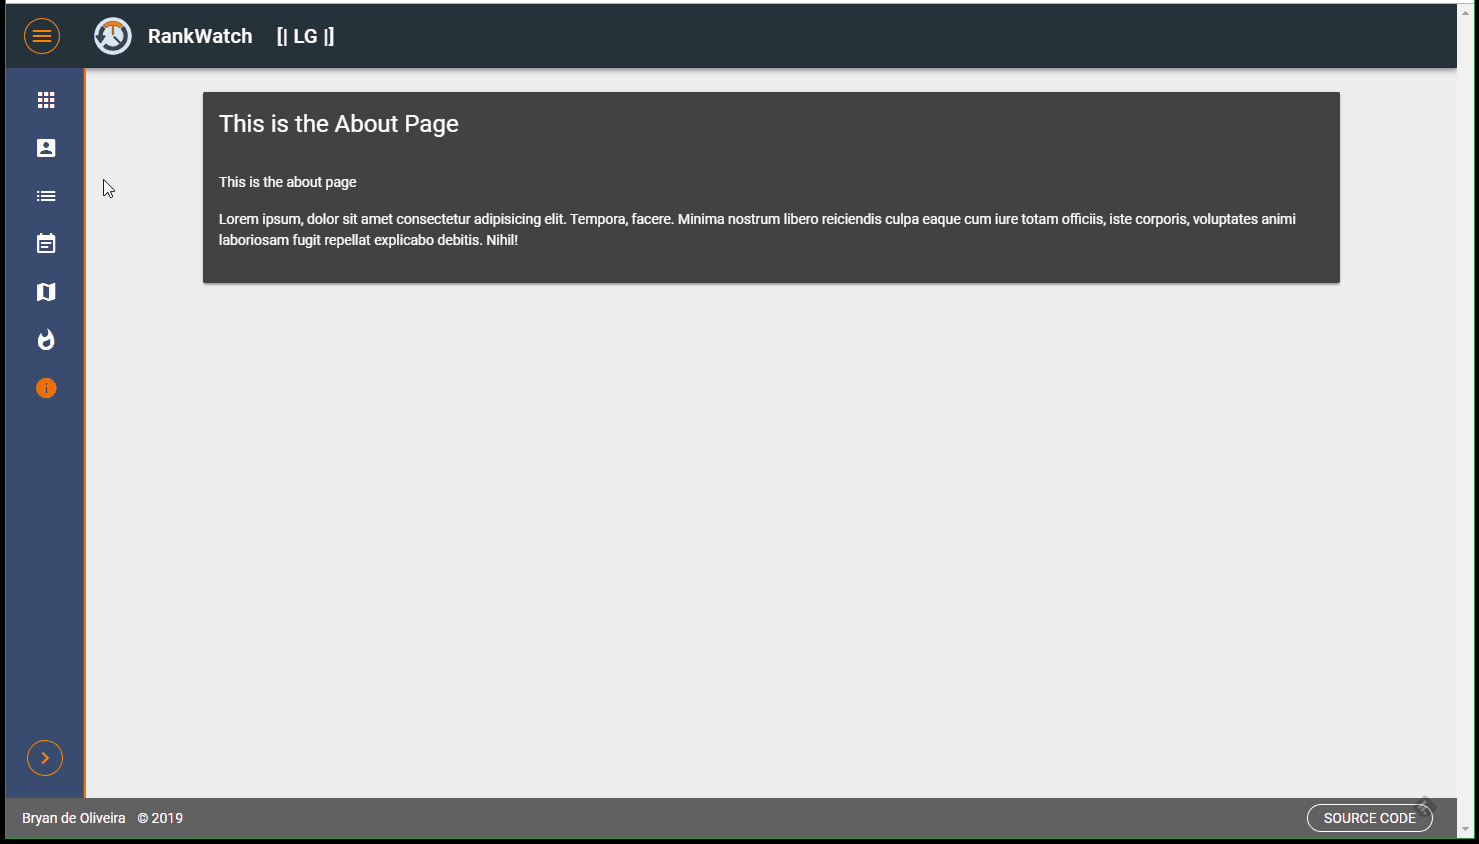 RankWatch [| LG |]
This is the About Page
This is the about page
Lorem ipsum, dolor sit amet consectetur adipisicing elit. Tempora, facere. Minima nostrum libero reiciendis culpa eaque cum iure totam officiis, iste corporis, voluptates animi
laboriosam fugit repellat explicabo debitis. Nihil!
Bryan de Oliveira © 2019
SOURCE CODE